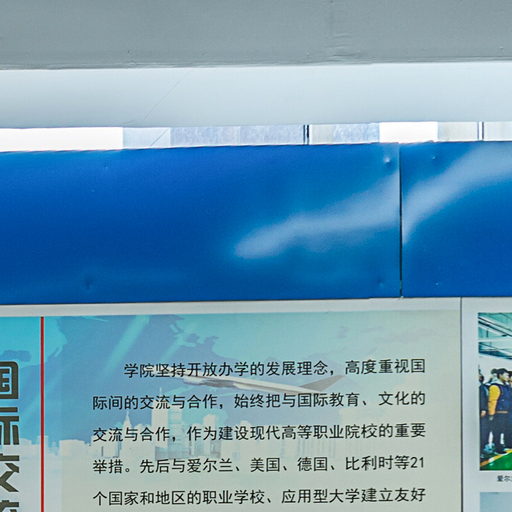 国际交流
学院坚持开放办学的发展理念，高度重视国
际间的交流与合作，始终把与国际教育、文化的
交流与合作，作为建设现代高等职业院校的重要
举措。先后与爱尔兰、美国、德国、比利时等21
个国家和地区的职业学校、应用型大学建立友好